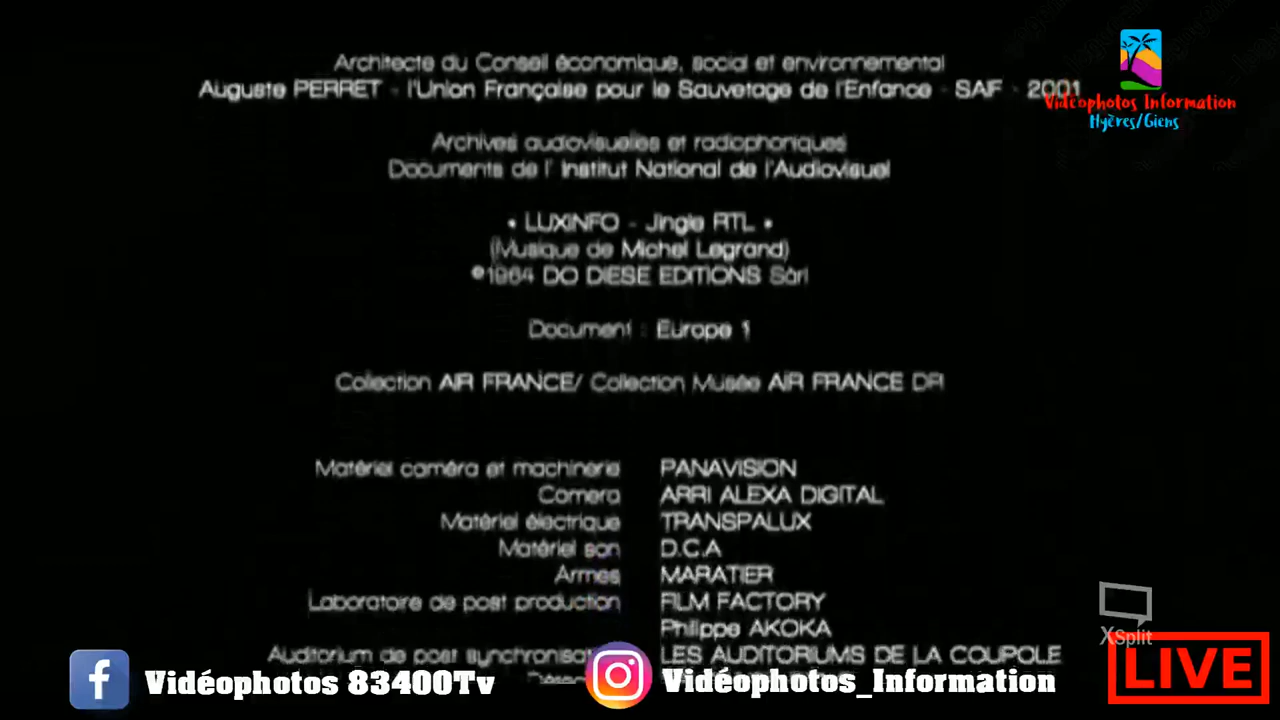 Architecte du Conseil économique, social et environnemental
Auguste PERRET - l'Union Française pour le Sauvetage de l'Enfance - SAIF - 2001
Vidéophotos Information
Hyères/Giens
Archives audiovisuelles et radiophoniques
Documents de l' Institut National de l'Audiovisuel
• LUXINFO - Jingle RTL •
(Musique de Michel Legrand)
©1964 DO DIESE EDITIONS Sàrl
Document : Europe 1
Collection AIR FRANCE/ Collection Musée AIR FRANCE DR
Matériel caméra et machinerie PANAVISION
Camera ARRI ALEXA DIGITAL
Matériel électrique TRANSPALUX
Matériel son D.C.A
Armes MARATIER
Laboratoire de post production FILM FACTORY
Philippe AKOKA
Auditorium de post LES AUDITORIUMS DE LA COUPOLE
XSplit
LIVE
Vidéophotos 83400Tv
Vidéophotos_Information